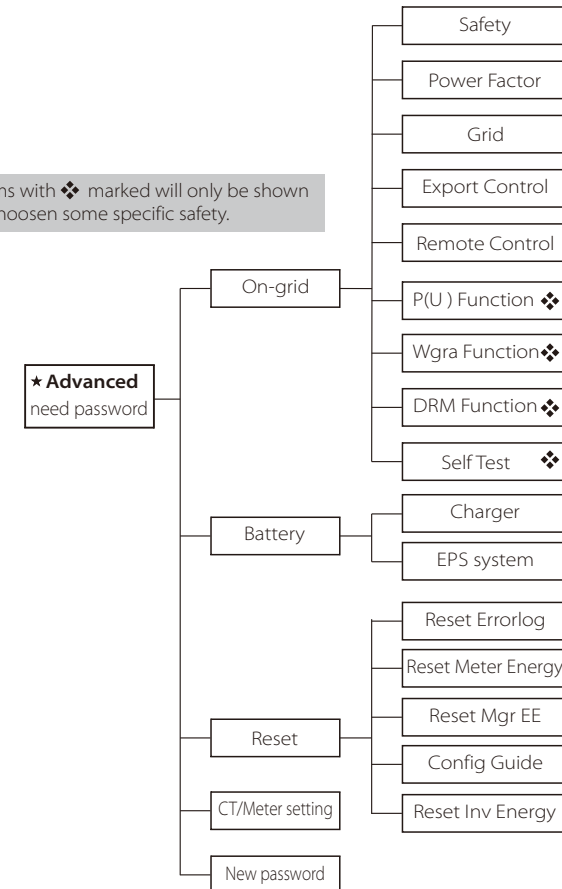 Safety
Power Factor
Grid
Export Control
Remote Control
P(U ) Function ❖
Wgra Function❖
DRM Function❖
Self Test ❖
with ❖ marked will only be shown
some specific safety.
On-grid
★Advanced
need password
Battery
Charger
EPS system
Reset
Reset Errorlog
Reset Meter Energy
Reset Mgr EE
Config Guide
Reset Inv Energy
CT/Meter setting
New password